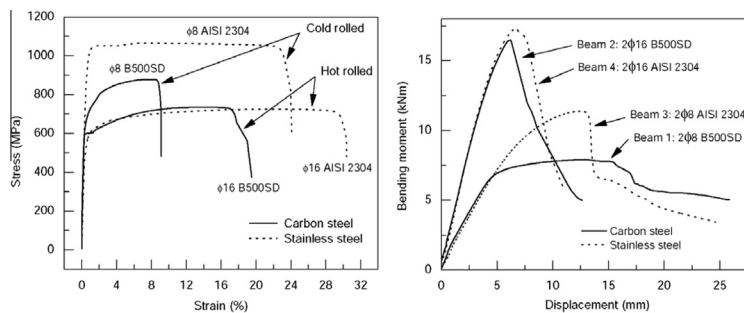 1200
1000
800
600
400
200
0
Stress (MPa)
0 4 8 12 16 20 24 28 32
Strain (%)
ϕ8 AISI 2304
Cold rolled
ϕ8 B500SD
Hot rolled
ϕ16 AISI 2304
ϕ16 B500SD
Carbon steel
Stainless steel
15
10
5
0
Bending moment (kNm)
0 5 10 15 20 25
Displacement (mm)
Beam 2: 2ϕ16 B500SD
Beam 4: 2ϕ16 AISI 2304
Beam 3: 2ϕ8 AISI 2304
Beam 1: 2ϕ8 B500SD
Carbon steel
Stainless steel